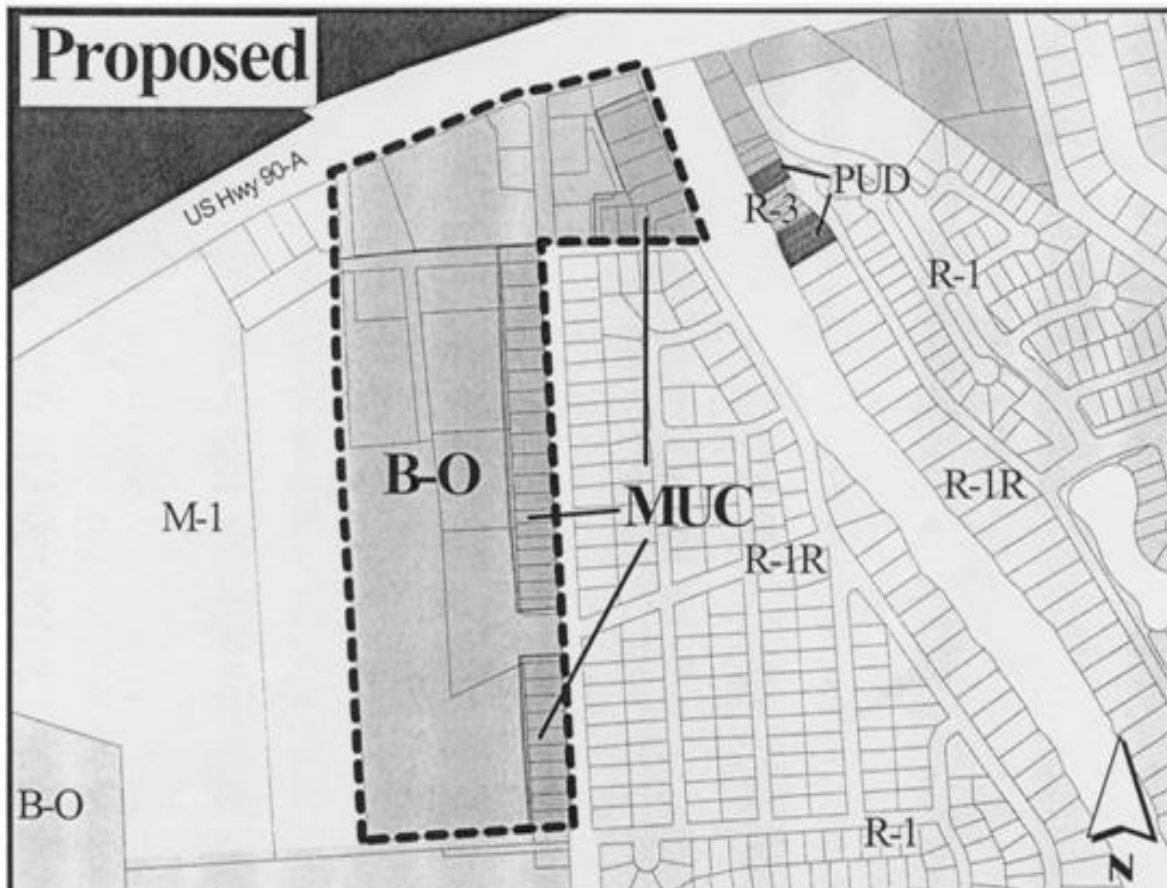 Proposed
US Hwy 90-A
PUD
R-3
R-1
B-O
M-1
MUC
R-1R
R-1R
B-O
R-1
N